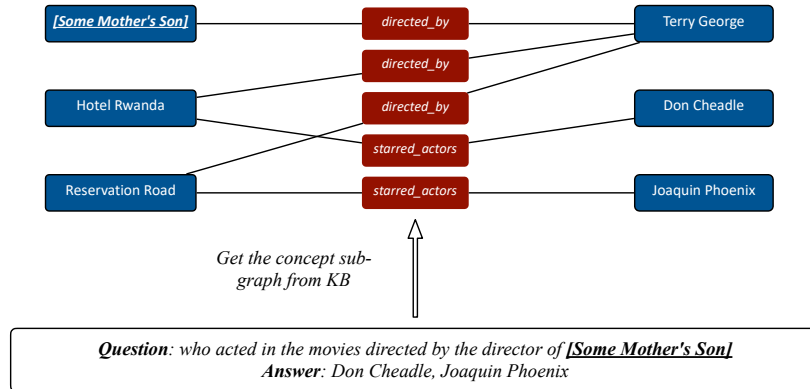 [Some Mother's Son] directed_by Terry George
directed_by
Hotel Rwanda directed_by Don Cheadle
starred_actors
Reservation Road starred_actors Joaquin Phoenix
Get the concept sub-
graph from KB
Question: who acted in the movies directed by the director of [Some Mother's Son]
Answer: Don Cheadle, Joaquin Phoenix